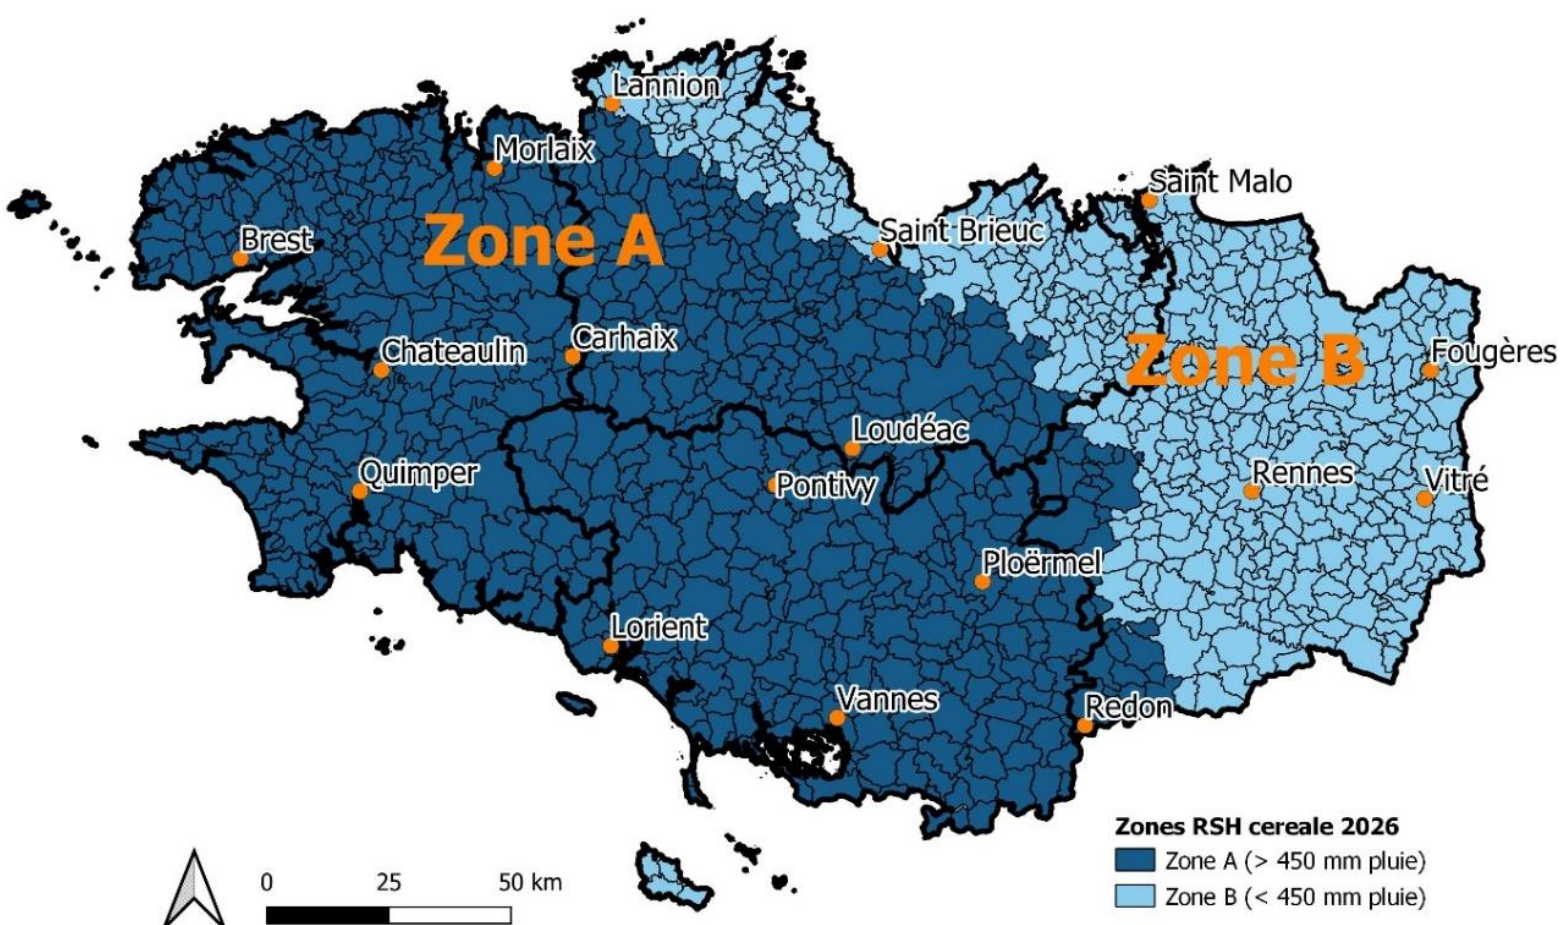 Lannion
Morlaix
Saint Malo
Zone A
Brest
Saint Brieuc
Chateaulin
Carhaix
Zone B
Fougères
Loudéac
Quimper
Pontivy
Rennes
Vitré
Ploërmel
Lorient
Vannes
Redon
Zones RSH cereale 2026
Zone A (> 450 mm pluie)
Zone B (< 450 mm pluie)
0 25 50 km